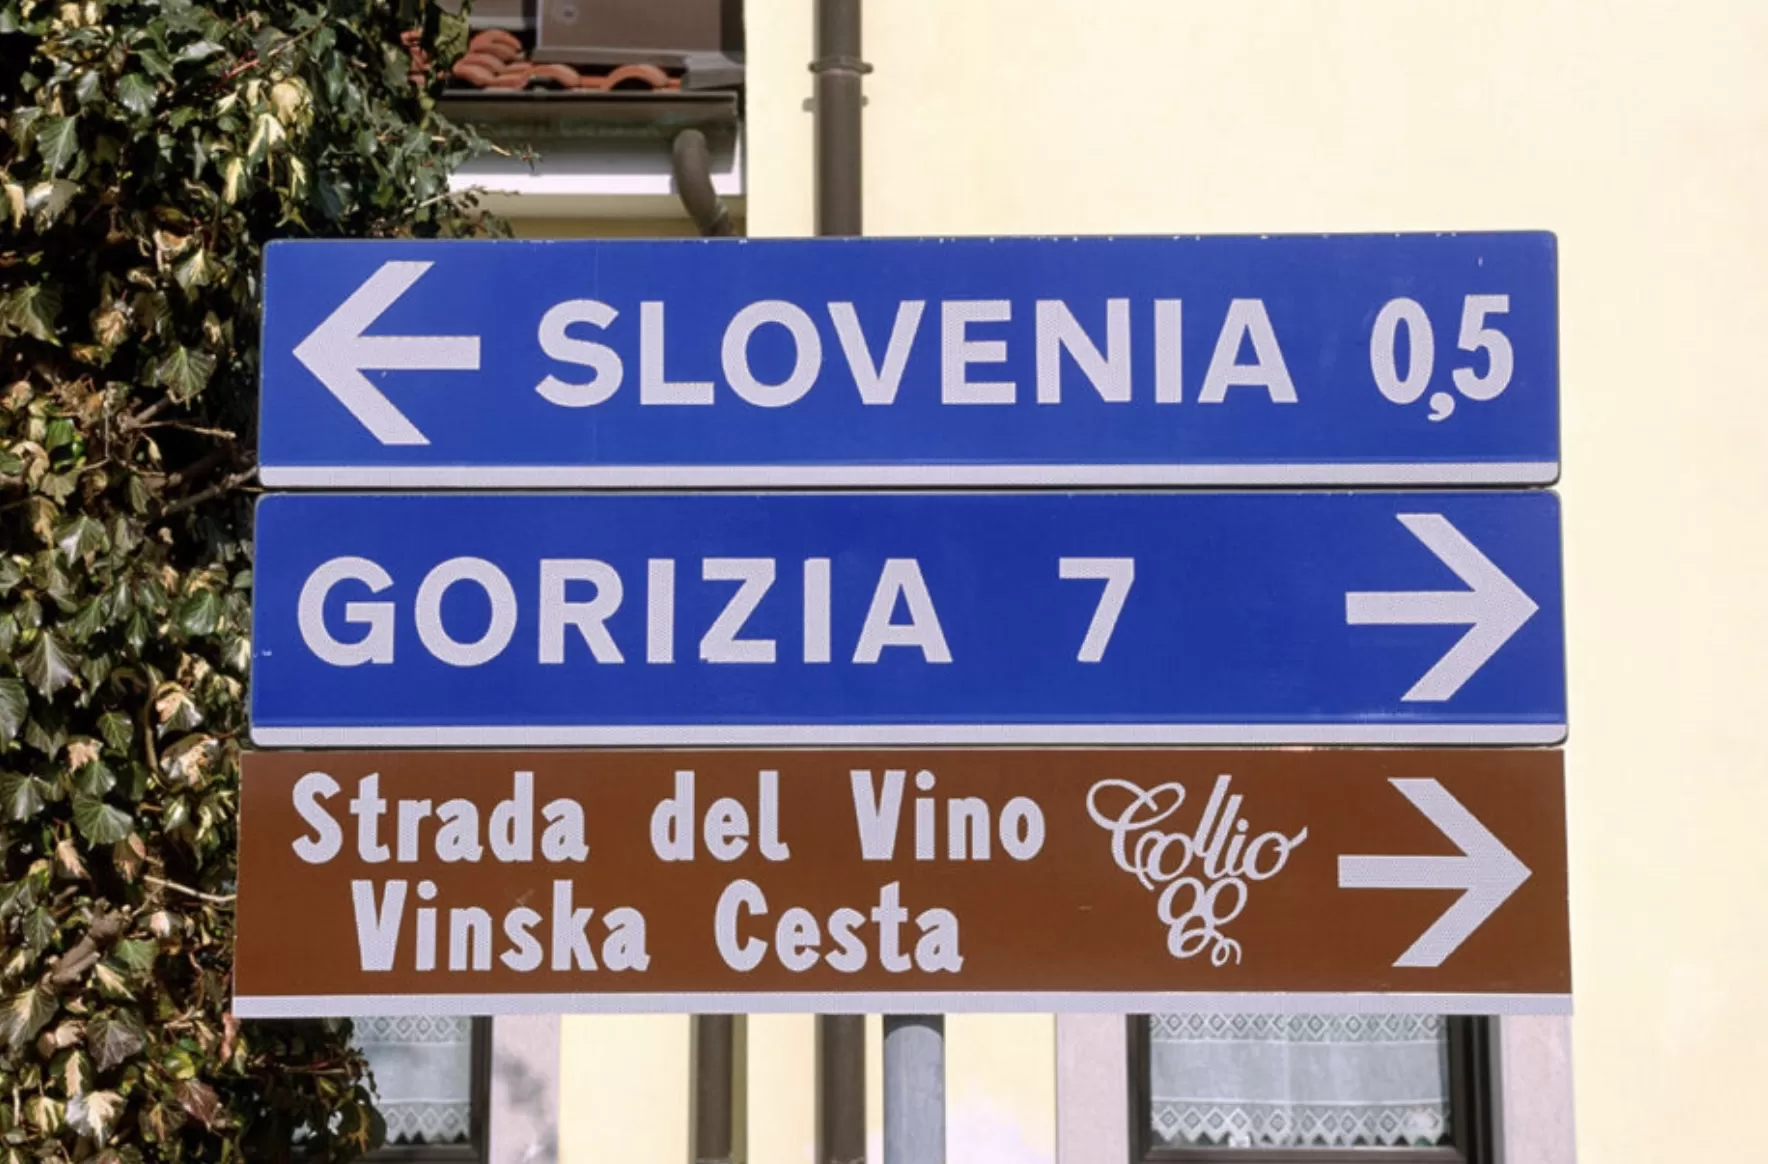 SLOVENIA 0,5
GORIZIA 7
Strada del Vino Collio
Vinska Cesta